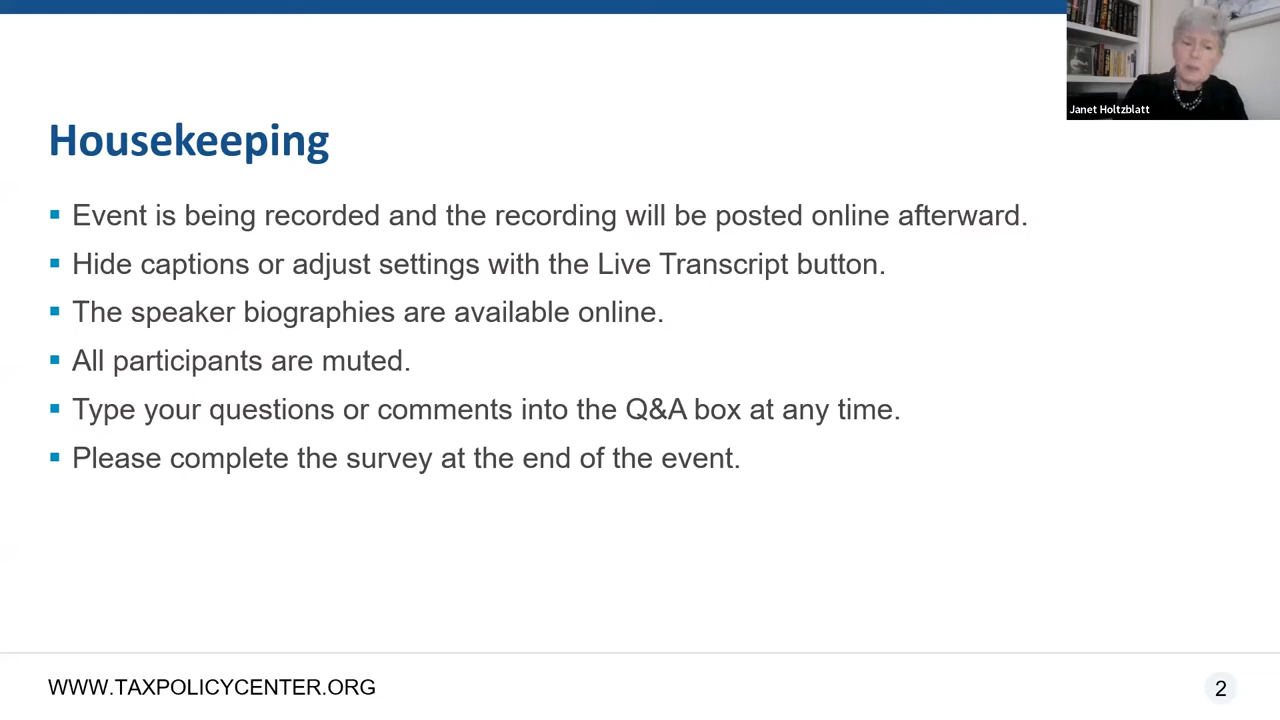 Janet Holtzblatt
Housekeeping
Event is being recorded and the recording will be posted online afterward.
Hide captions or adjust settings with the Live Transcript button.
The speaker biographies are available online.
All participants are muted.
Type your questions or comments into the Q&A box at any time.
Please complete the survey at the end of the event.
WWW.TAXPOLICYCENTER.ORG
2